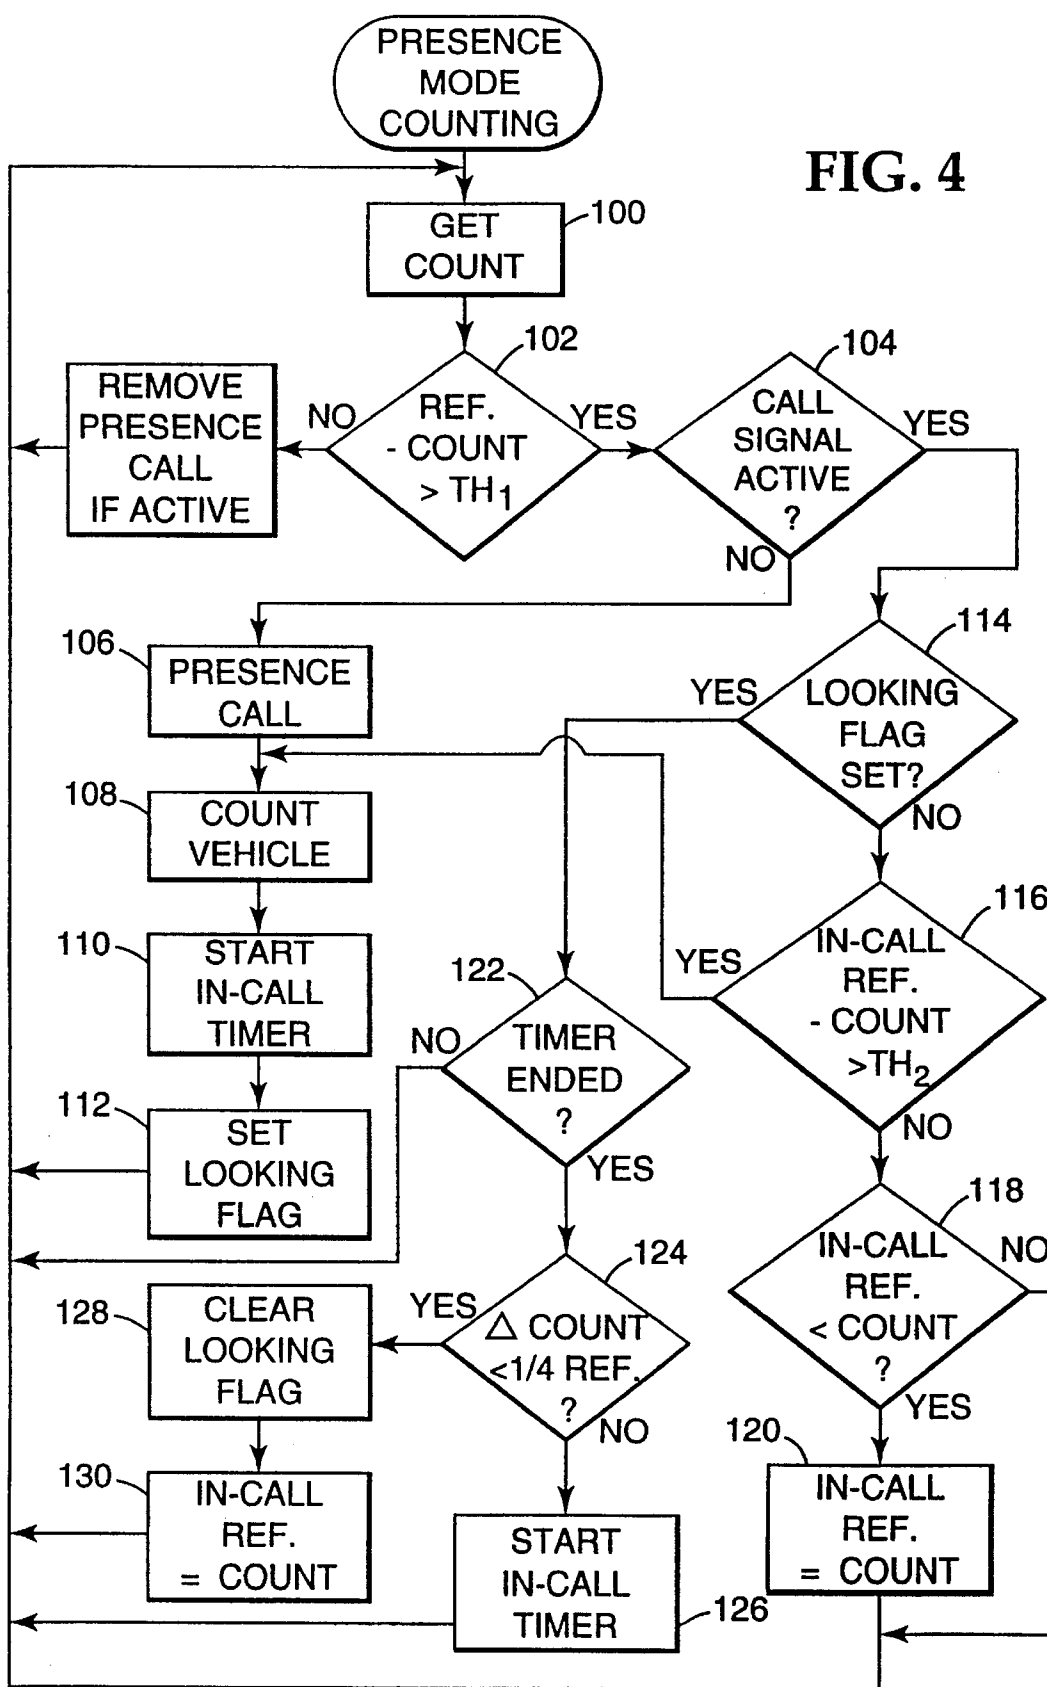 PRESENCE
MODE
COUNTING
FIG. 4
100
GET
COUNT
102
REF.
- COUNT
> TH1
NO
YES
REMOVE
PRESENCE
CALL
IF ACTIVE
104
CALL
SIGNAL
ACTIVE
?
YES
NO
106
PRESENCE
CALL
114
LOOKING
FLAG
SET?
YES
NO
108
COUNT
VEHICLE
116
IN-CALL
REF.
- COUNT
>TH2
YES
NO
110
START
IN-CALL
TIMER
122
TIMER
ENDED
?
NO
YES
112
SET
LOOKING
FLAG
118
IN-CALL
REF.
< COUNT
?
NO
YES
124
△ COUNT
<1/4 REF.
?
YES
NO
128
CLEAR
LOOKING
FLAG
120
IN-CALL
REF.
= COUNT
130
IN-CALL
REF.
= COUNT
START
IN-CALL
TIMER
126